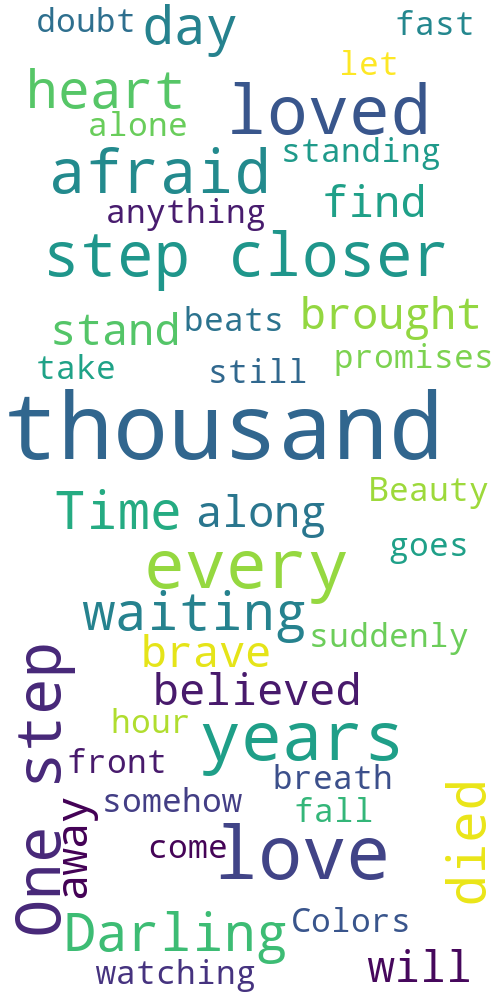 doubt day fast
let
heart loved
alone
afraid standing
anything find
step closer
stand beats brought
take still promises
thousand
Time along Beauty
every goes
waiting
brave suddenly
believed
One step
hour years
front
away somehow breath
fall
died
come love
Darling Colors
watching will